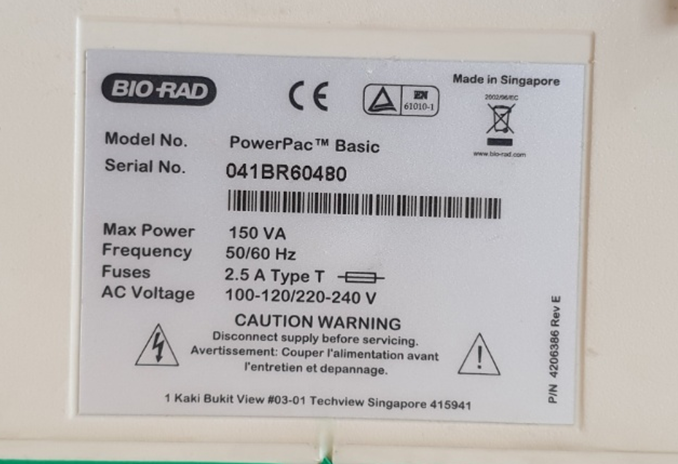 BIO-RAD
CE
EN
61010-1
Made in Singapore
2002/96/EC
www.bio-rad.com
Model No. PowerPac™ Basic
Serial No. 041BR60480
Max Power 150 VA
Frequency 50/60 Hz
Fuses 2.5 A Type T
AC Voltage 100-120/220-240 V
CAUTION WARNING
Disconnect supply before servicing.
Avertissement: Couper l'alimentation avant
l'entretien et depannage.
1 Kaki Bukit View #03-01 Techview Singapore 415941
P/N 4206386 Rev E